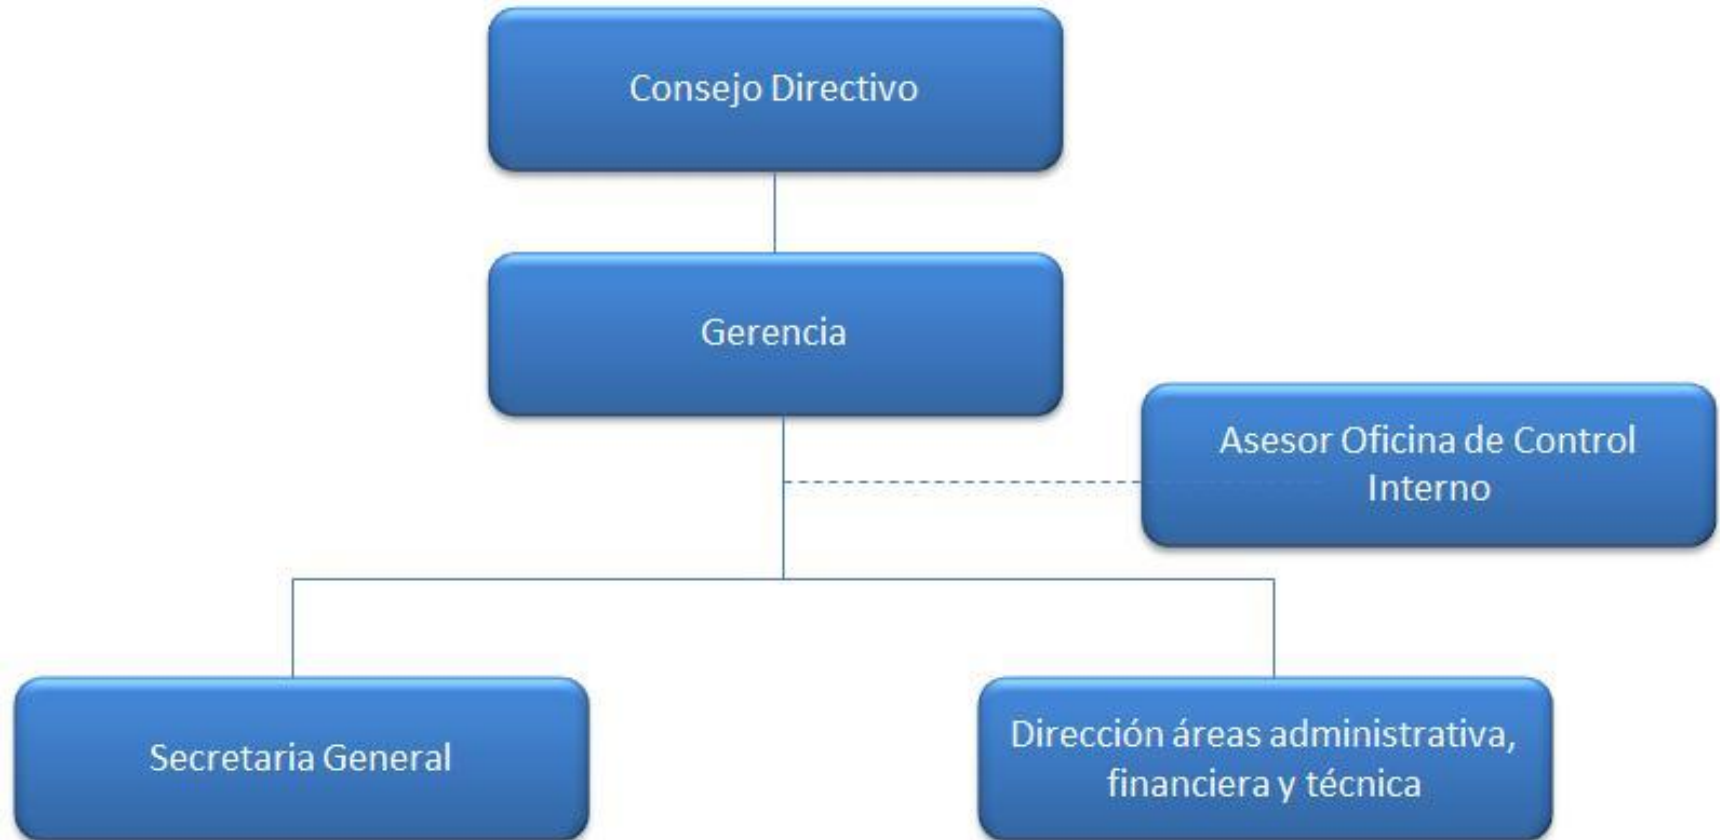 Consejo Directivo
Gerencia
Asesor Oficina de Control
Interno
Secretaria General
Dirección áreas administrativa,
financiera y técnica